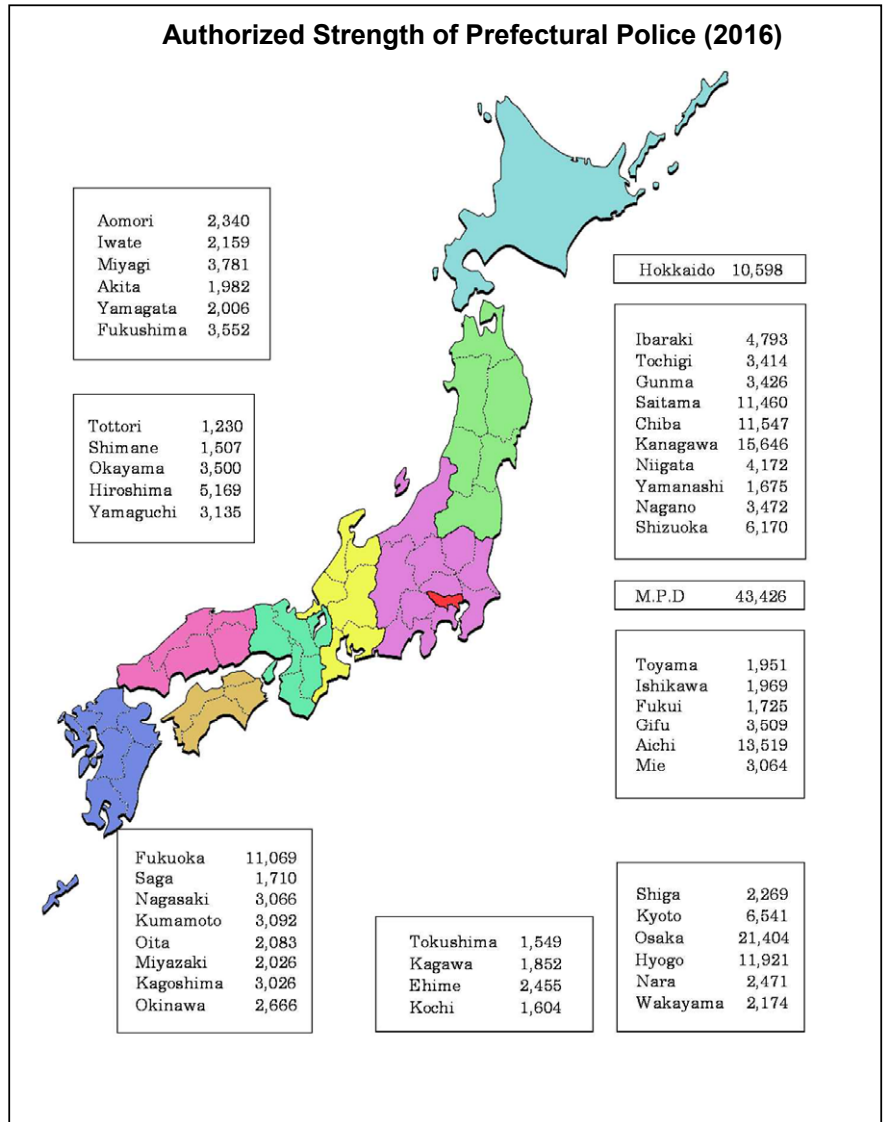 Authorized Strength of Prefectural Police (2016)
Aomori 2,340
Iwate 2,159
Miyagi 3,781
Akita 1,982
Yamagata 2,006
Fukushima 3,552
Hokkaido 10,598
Ibaraki 4,793
Tochigi 3,414
Gunma 3,426
Saitama 11,460
Chiba 11,547
Kanagawa 15,646
Niigata 4,172
Yamanashi 1,675
Nagano 3,472
Shizuoka 6,170
Tottori 1,230
Shimane 1,507
Okayama 3,500
Hiroshima 5,169
Yamaguchi 3,135
M.P.D 43,426
Toyama 1,951
Ishikawa 1,969
Fukui 1,725
Gifu 3,509
Aichi 13,519
Mie 3,064
Fukuoka 11,069
Saga 1,710
Nagasaki 3,066
Kumamoto 3,092
Oita 2,083
Miyazaki 2,026
Kagoshima 3,026
Okinawa 2,666
Tokushima 1,549
Kagawa 1,852
Ehime 2,455
Kochi 1,604
Shiga 2,269
Kyoto 6,541
Osaka 21,404
Hyogo 11,921
Nara 2,471
Wakayama 2,174